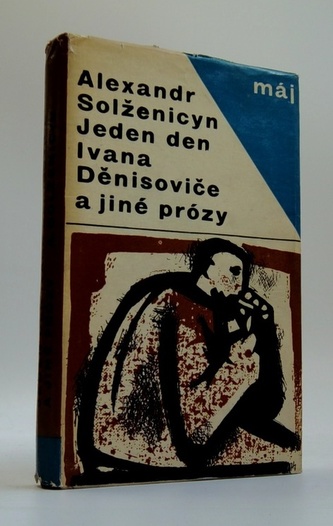 máj
Alexandr
Solženicyn
Jeden den
Ivana
Děnisoviče
a jiné prózy